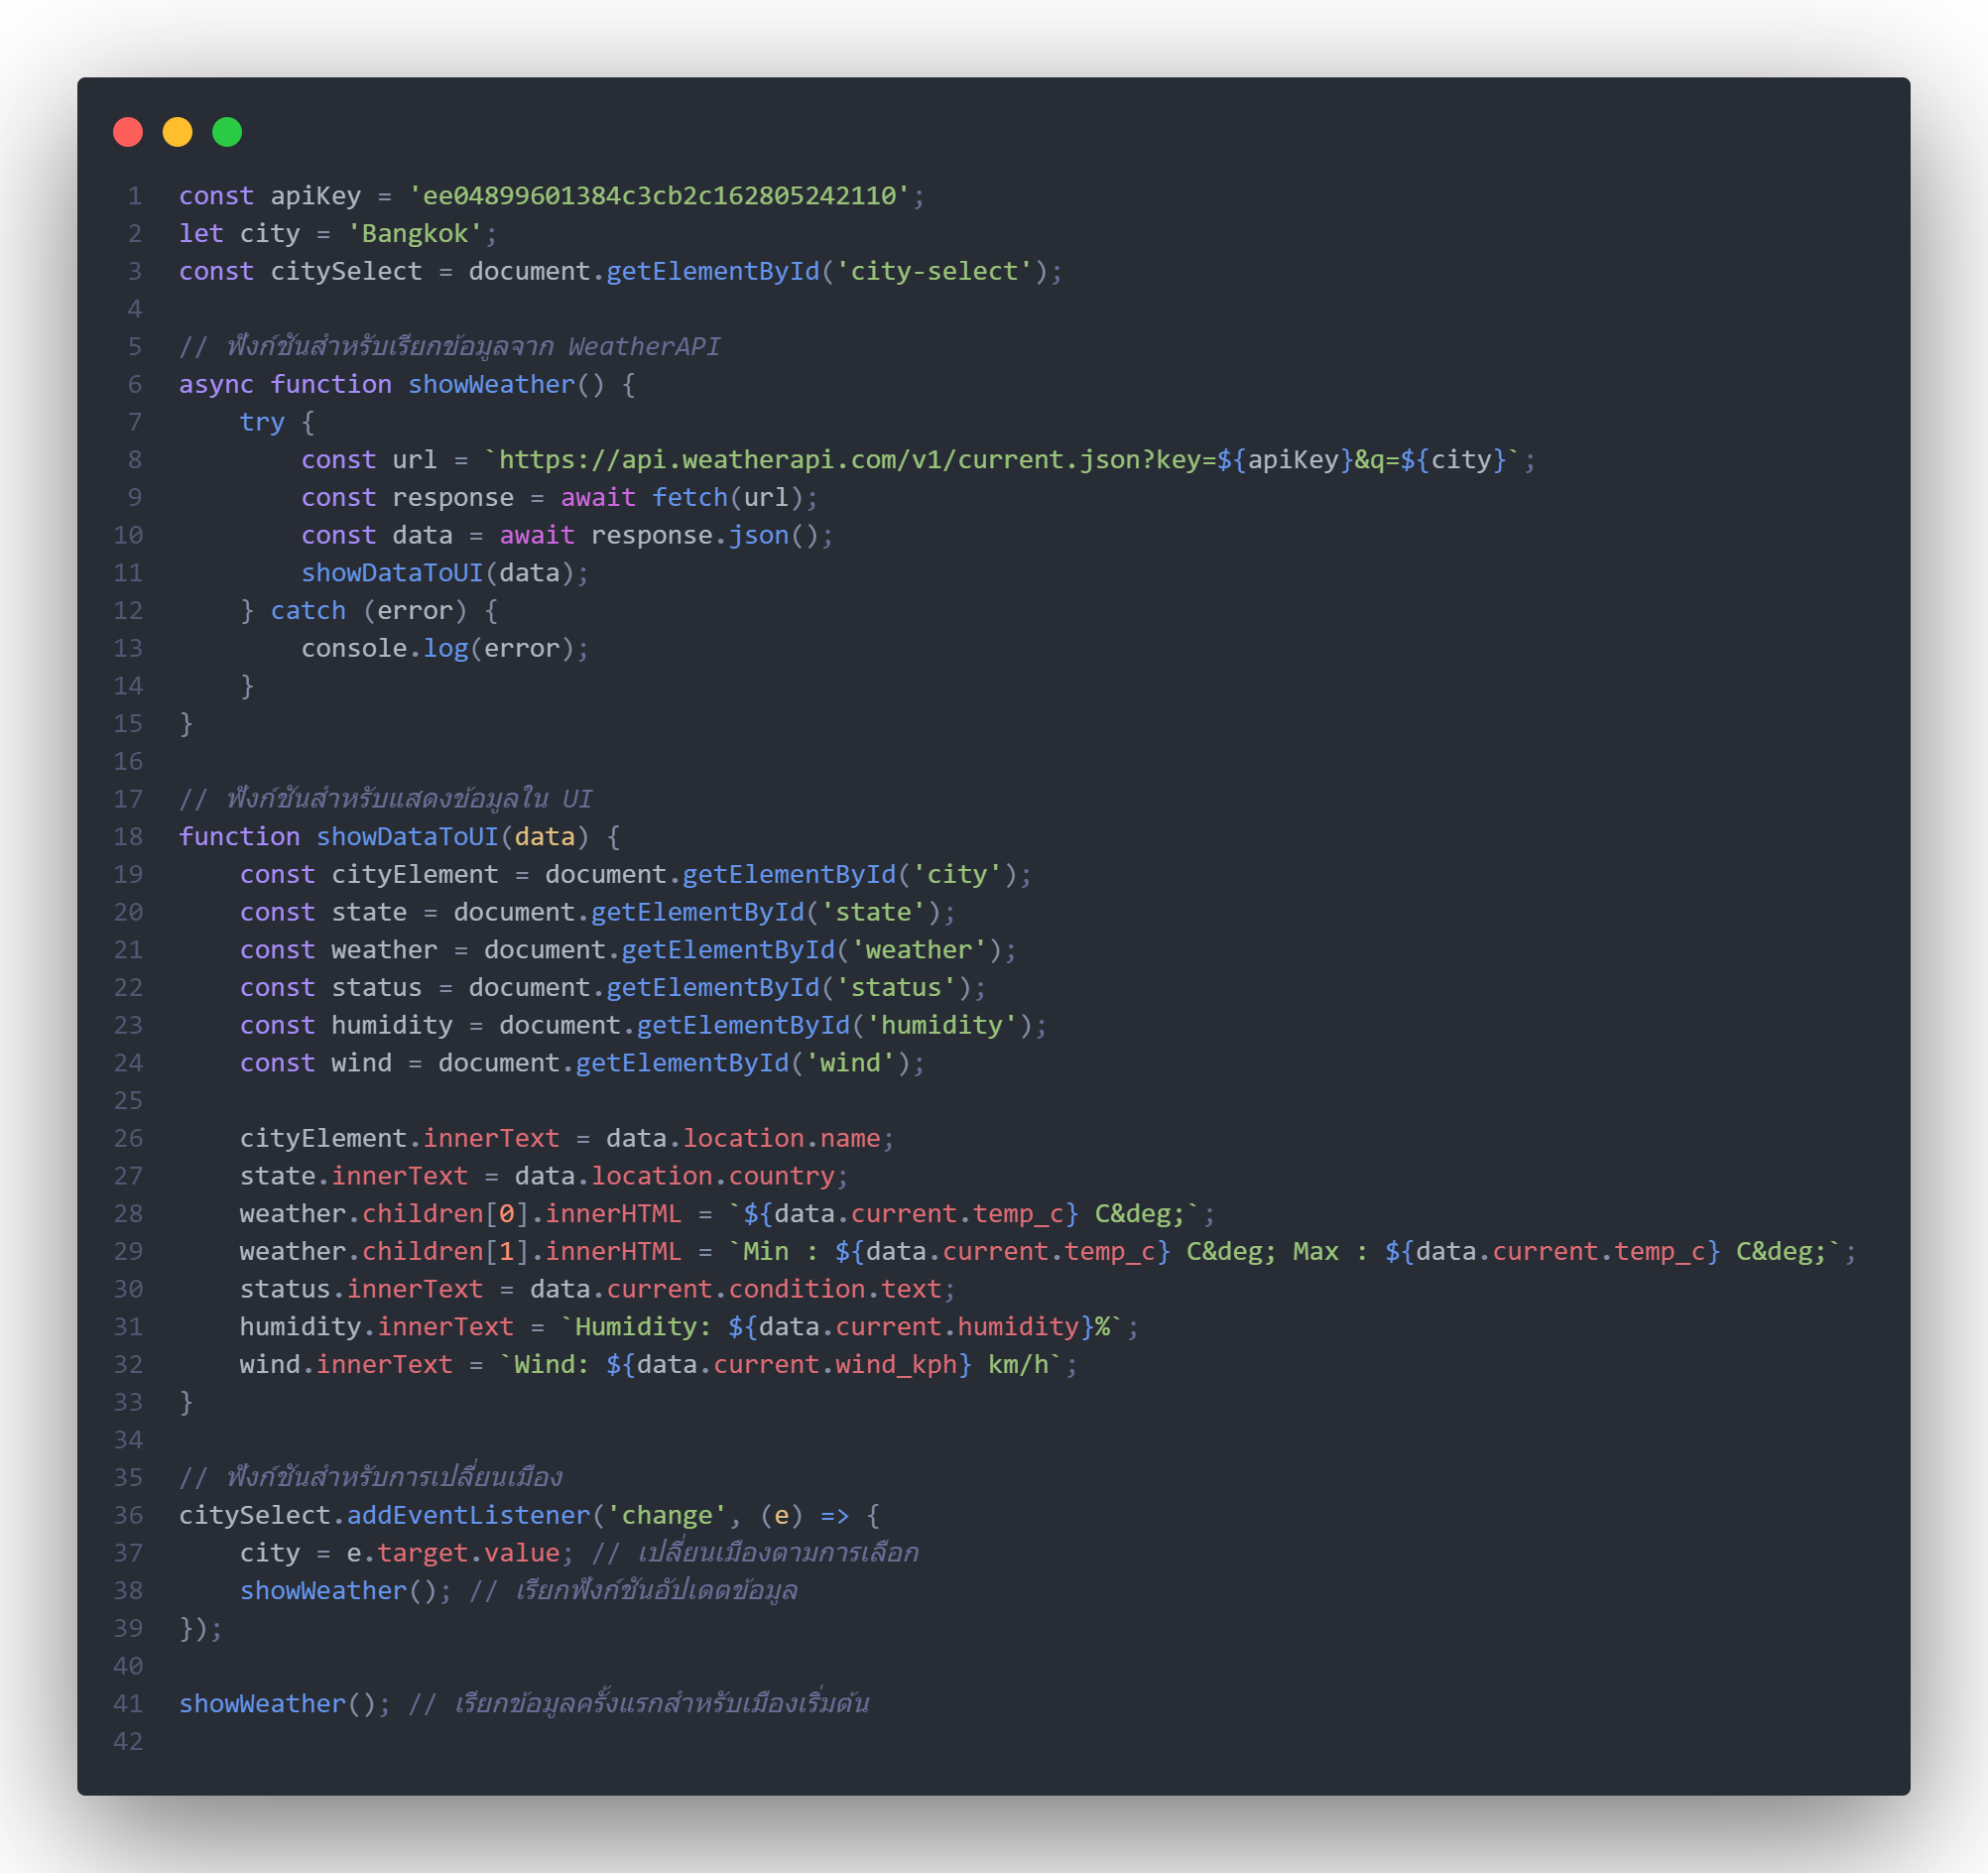 1 const apiKey = 'ee04899601384c3cb2c162805242110';
2 let city = 'Bangkok';
3 const citySelect = document.getElementById('city-select');
4
5 // ฟังก์ชันสำหรับเรียกข้อมูลจาก WeatherAPI
6 async function showWeather() {
7     try {
8         const url = `https://api.weatherapi.com/v1/current.json?key=${apiKey}&q=${city}`;
9         const response = await fetch(url);
10         const data = await response.json();
11         showDataToUI(data);
12     } catch (error) {
13         console.log(error);
14     }
15 }
16
17 // ฟังก์ชันสำหรับแสดงข้อมูลใน UI
18 function showDataToUI(data) {
19     const cityElement = document.getElementById('city');
20     const state = document.getElementById('state');
21     const weather = document.getElementById('weather');
22     const status = document.getElementById('status');
23     const humidity = document.getElementById('humidity');
24     const wind = document.getElementById('wind');
25
26     cityElement.innerText = data.location.name;
27     state.innerText = data.location.country;
28     weather.children[0].innerHTML = `${data.current.temp_c} C&deg;`;
29     weather.children[1].innerHTML = `Min : ${data.current.temp_c} C&deg; Max : ${data.current.temp_c} C&deg;`;
30     status.innerText = data.current.condition.text;
31     humidity.innerText = `Humidity: ${data.current.humidity}%`;
32     wind.innerText = `Wind: ${data.current.wind_kph} km/h`;
33 }
34
35 // ฟังก์ชันสำหรับการเปลี่ยนเมือง
36 citySelect.addEventListener('change', (e) => {
37     city = e.target.value; // เปลี่ยนเมืองตามการเลือก
38     showWeather(); // เรียกฟังก์ชันอัปเดตข้อมูล
39 });
40
41 showWeather(); // เรียกข้อมูลครั้งแรกสำหรับเมืองเริ่มต้น
42